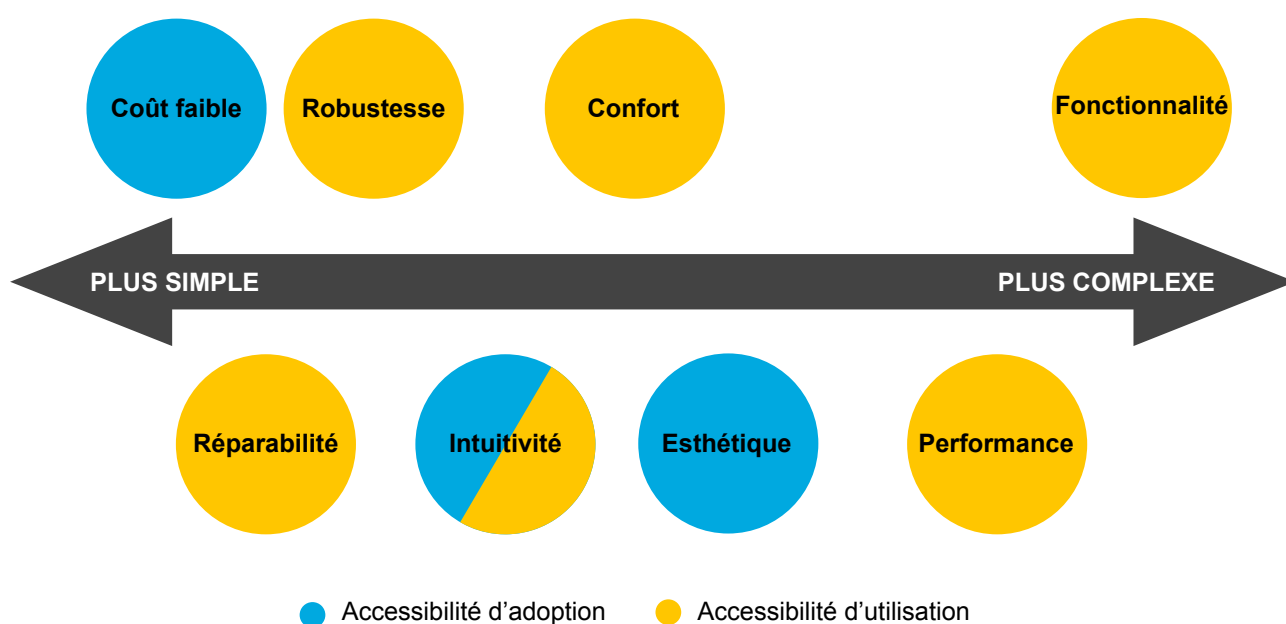 Coût faible
Robustesse
Confort
Fonctionnalité
PLUS SIMPLE
PLUS COMPLEXE
Réparabilité
Intuitivité
Esthétique
Performance
Accessibilité d’adoption
Accessibilité d’utilisation